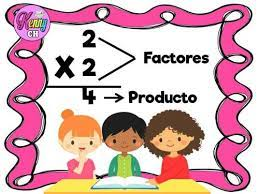 Kenny
CH
2
X 2 > Factores
4 → Producto